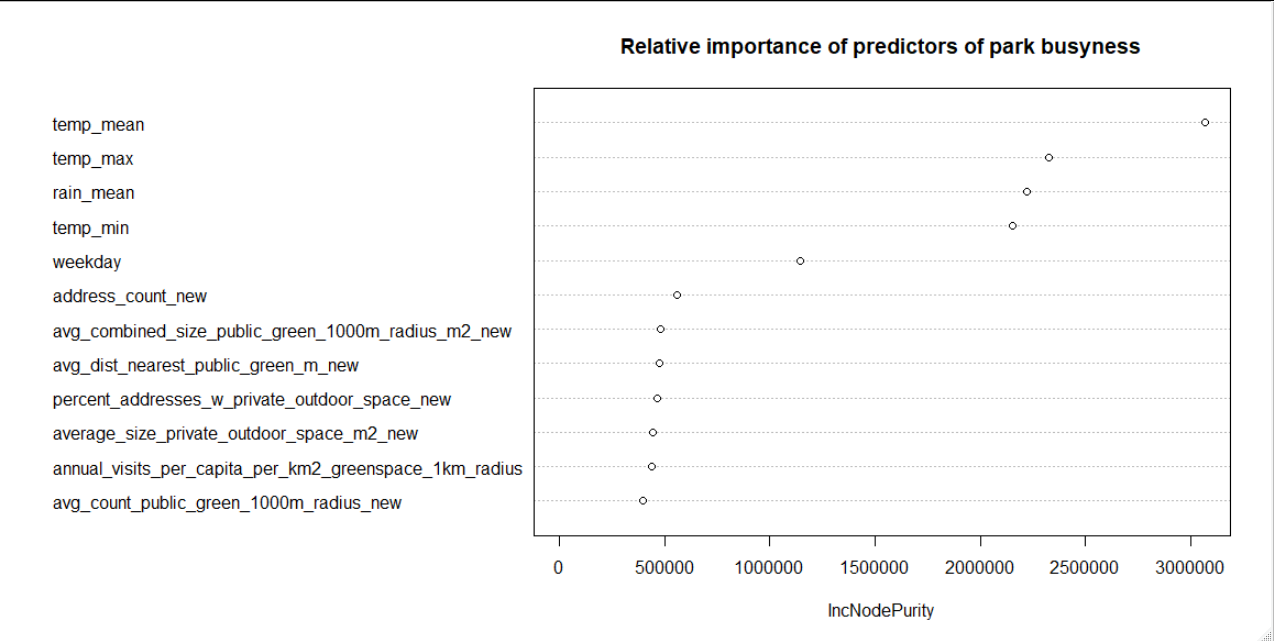 Relative importance of predictors of park busyness
temp_mean
temp_max
rain_mean
temp_min
weekday
address_count_new
avg_combined_size_public_green_1000m_radius_m2_new
avg_dist_nearest_public_green_m_new
percent_addresses_w_private_outdoor_space_new
average_size_private_outdoor_space_m2_new
annual_visits_per_capita_per_km2_greenspace_1km_radius
avg_count_public_green_1000m_radius_new
0 500000 1000000 1500000 2000000 2500000 3000000
IncNodePurity